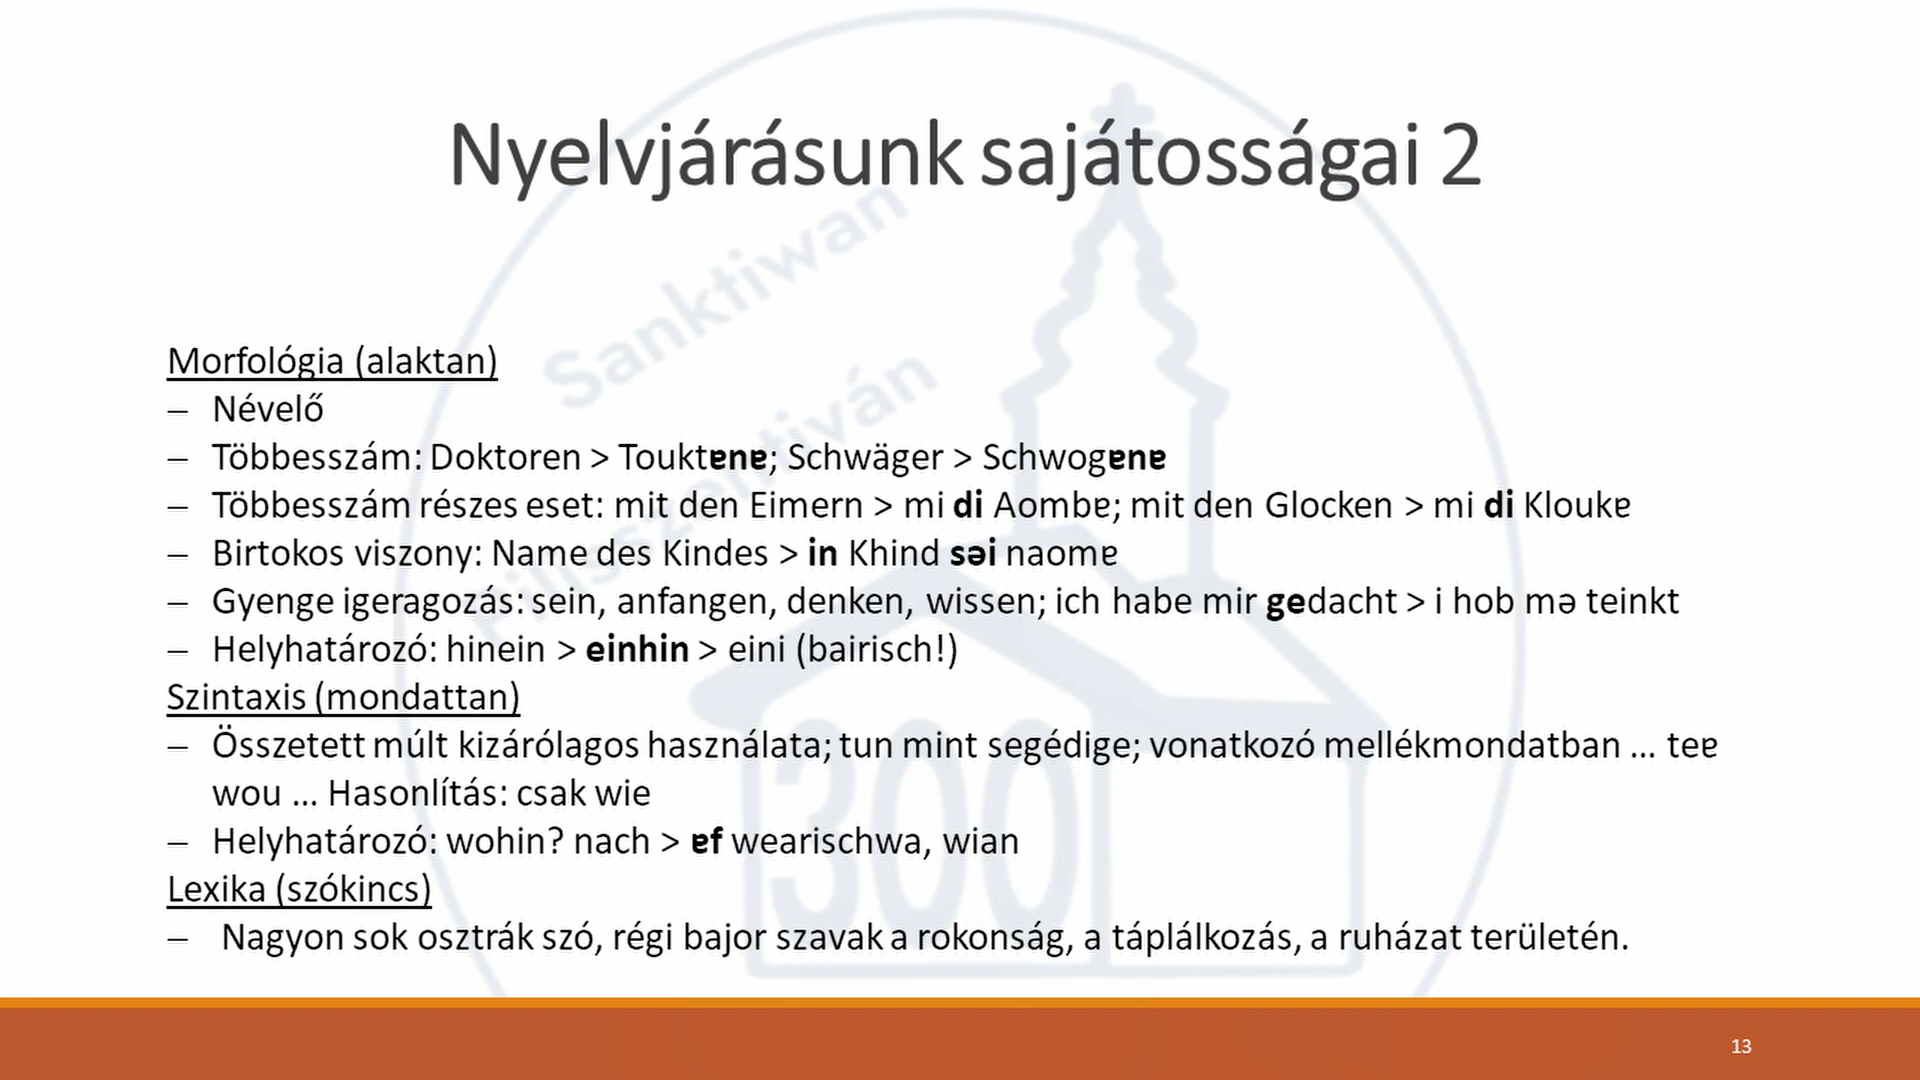 Nyelvjárásunk sajátosságai 2
Sanktiwan
Pilisszentiván
300
Morfológia (alaktan)
– Névelő
– Többesszám: Doktoren > Touktɐnɐ; Schwäger > Schwogɐnɐ
– Többesszám részes eset: mit den Eimern > mi di Aombɐ; mit den Glocken > mi di Kloukɐ
– Birtokos viszony: Name des Kindes > in Khind səi naomɐ
– Gyenge igeragozás: sein, anfangen, denken, wissen; ich habe mir gedacht > i hob mə teinkt
– Helyhatározó: hinein > einhin > eini (bairisch!)
Szintaxis (mondattan)
– Összetett múlt kizárólagos használata; tun mint segédige; vonatkozó mellékmondatban ... teɐ
wou ... Hasonlítás: csak wie
– Helyhatározó: wohin? nach > ɐf wearischwa, wian
Lexika (szókincs)
– Nagyon sok osztrák szó, régi bajor szavak a rokonság, a táplálkozás, a ruházat területén.
13